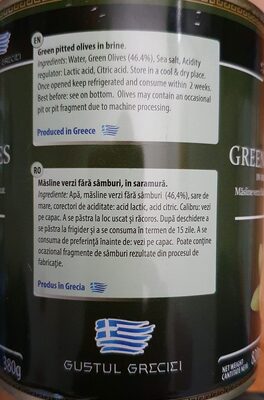 EN
Green pitted olives in brine.
Ingredients: Water, Green Olives (46,4%), Sea salt, Acidity
regulator: Lactic acid, Citric acid. Store in a cool & dry place.
Once opened keep refrigerated and consume within 2 weeks.
Best before: see on bottom. Olives may contain an occasional
pit or pit fragment due to machine processing.
Produced in Greece
RO
Măsline verzi fără sâmburi, în saramură.
Ingrediente: Apă, măsline verzi fără sâmburi (46,4%), sare de
mare, corectori de aciditate: acid lactic, acid citric. Calibru: vezi
pe capac. A se păstra la loc uscat și răcoros. După deschidere a
se păstra la frigider și a se consuma în termen de 15 zile. A se
consuma de preferință înainte de: vezi pe capac. Poate conține
ocazional fragmente de sâmburi rezultate din procesul de
fabricație.
Produs in Grecia
GUSTUL GRECIEI
380g
GREEN
Măsline verzi
NET WEIGHT